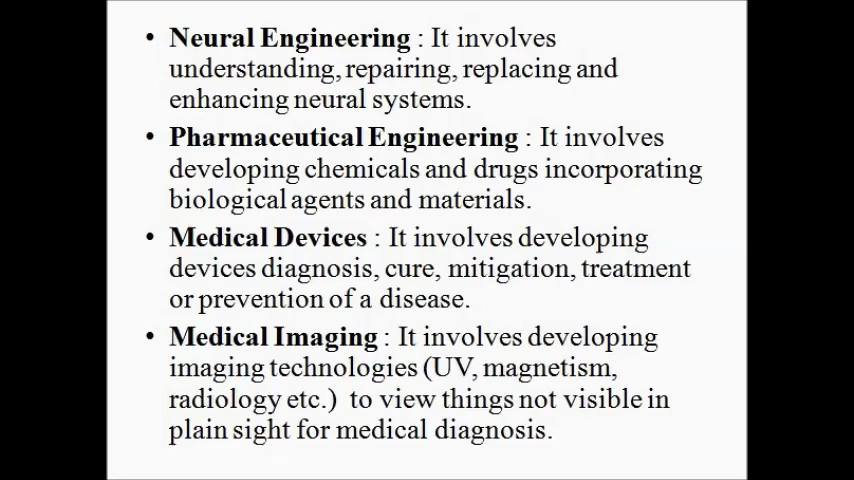 • Neural Engineering : It involves
understanding, repairing, replacing and
enhancing neural systems.
• Pharmaceutical Engineering : It involves
developing chemicals and drugs incorporating
biological agents and materials.
• Medical Devices : It involves developing
devices diagnosis, cure, mitigation, treatment
or prevention of a disease.
• Medical Imaging : It involves developing
imaging technologies (UV, magnetism,
radiology etc.) to view things not visible in
plain sight for medical diagnosis.